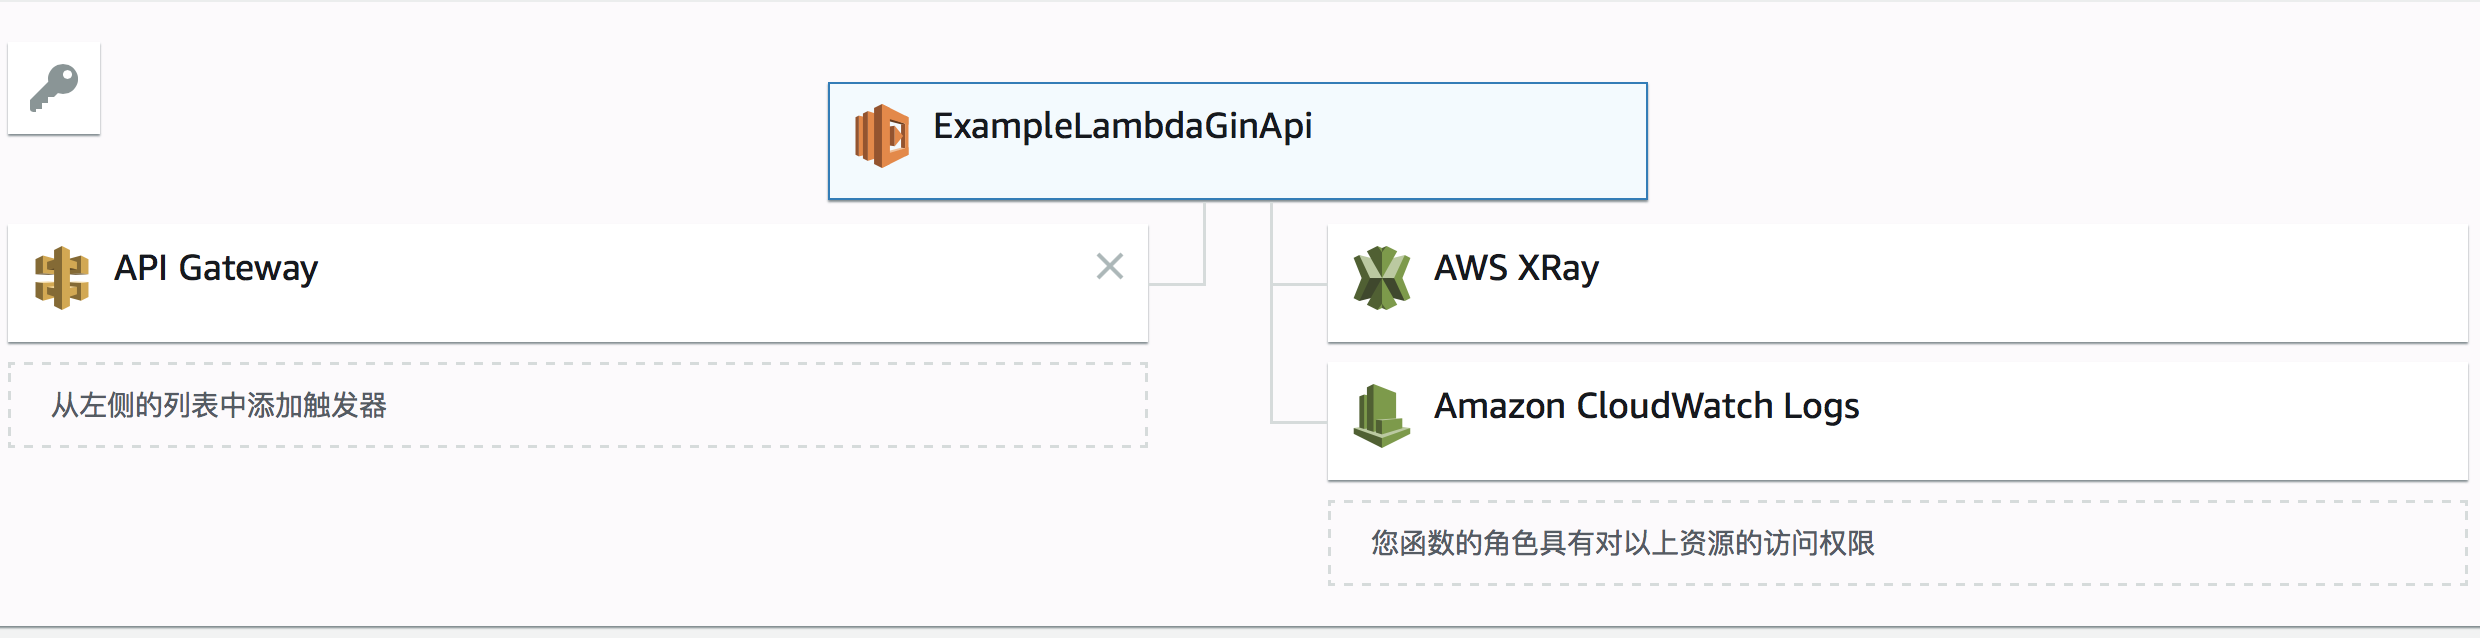 ExampleLambdaGinApi
API Gateway
AWS XRay
从左侧的列表中添加触发器
Amazon CloudWatch Logs
您函数的角色具有对以上资源的访问权限